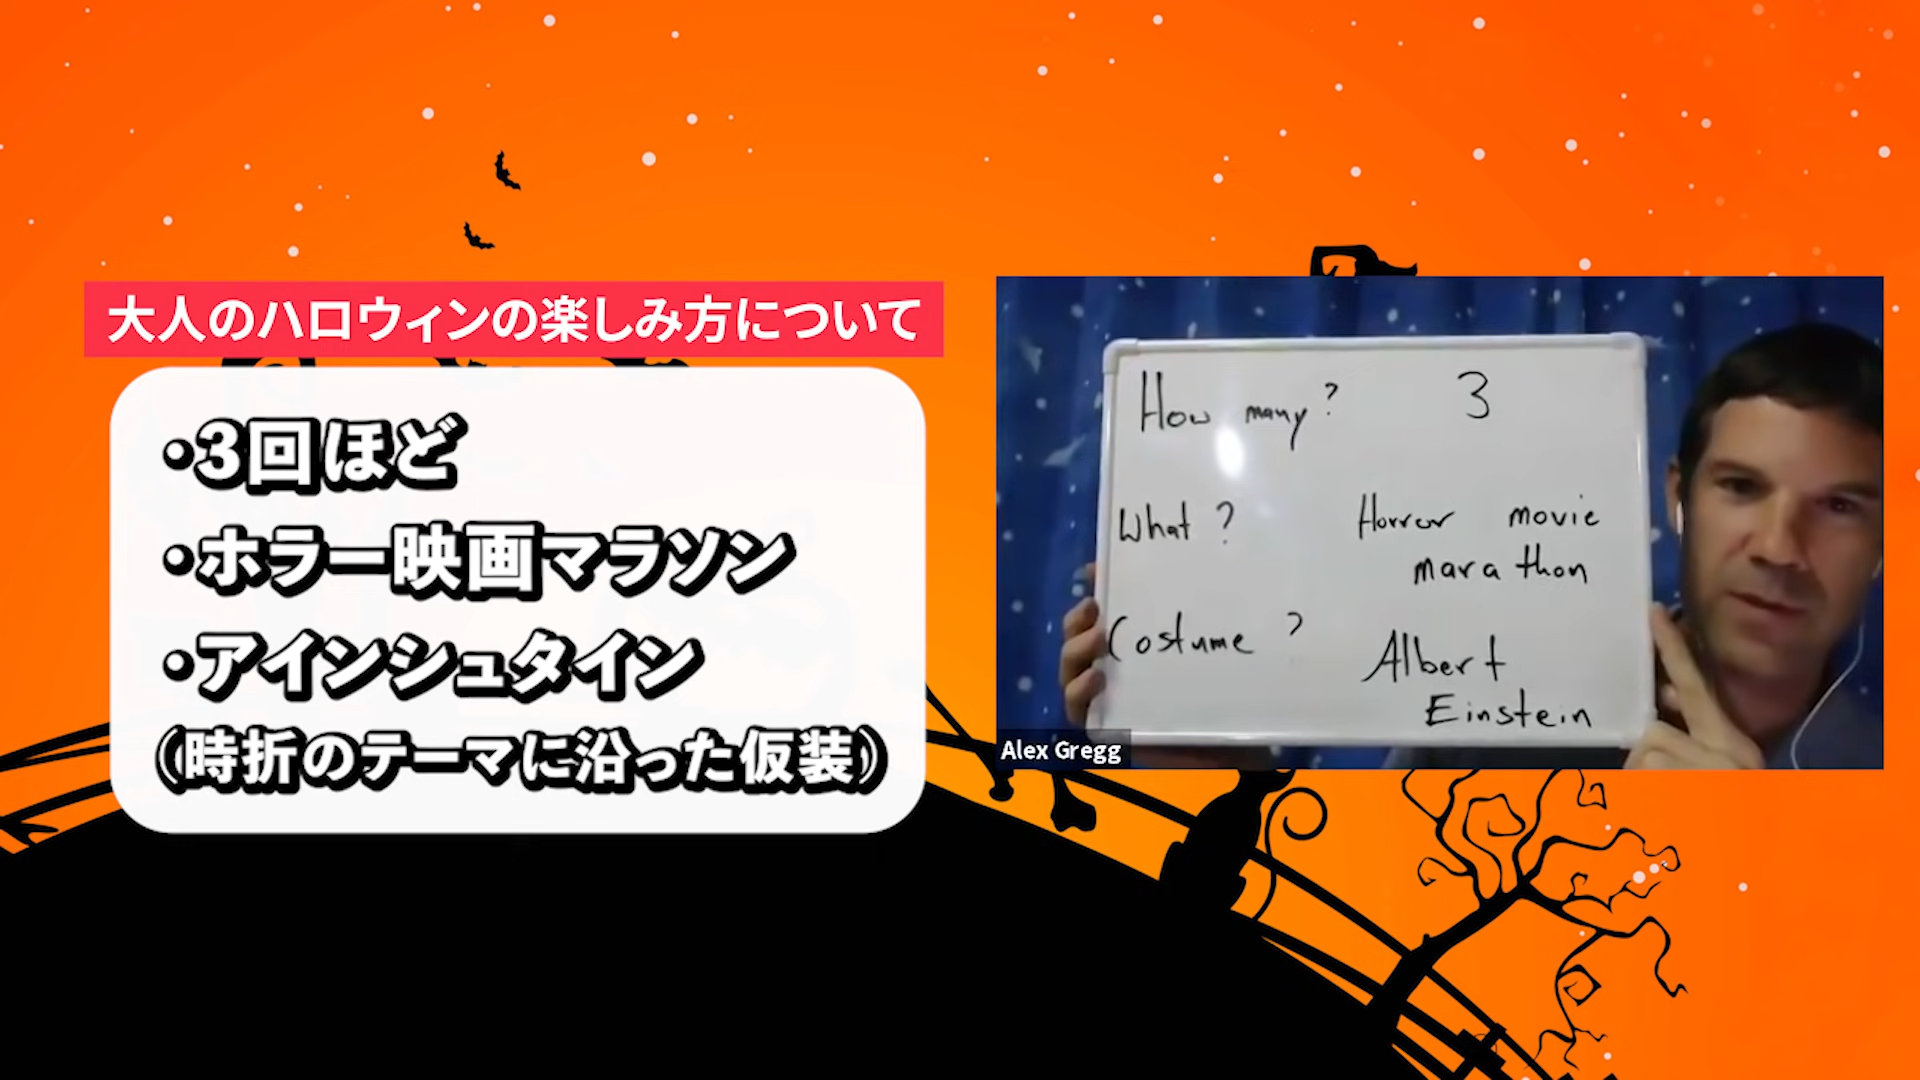 大人のハロウィンの楽しみ方について
・3回ほど
・ホラー映画マラソン
・アインシュタイン
（時折のテーマに沿った仮装）
How many? 3
What? Horror movie
marathon
Costume? Albert
Einstein
Alex Gregg